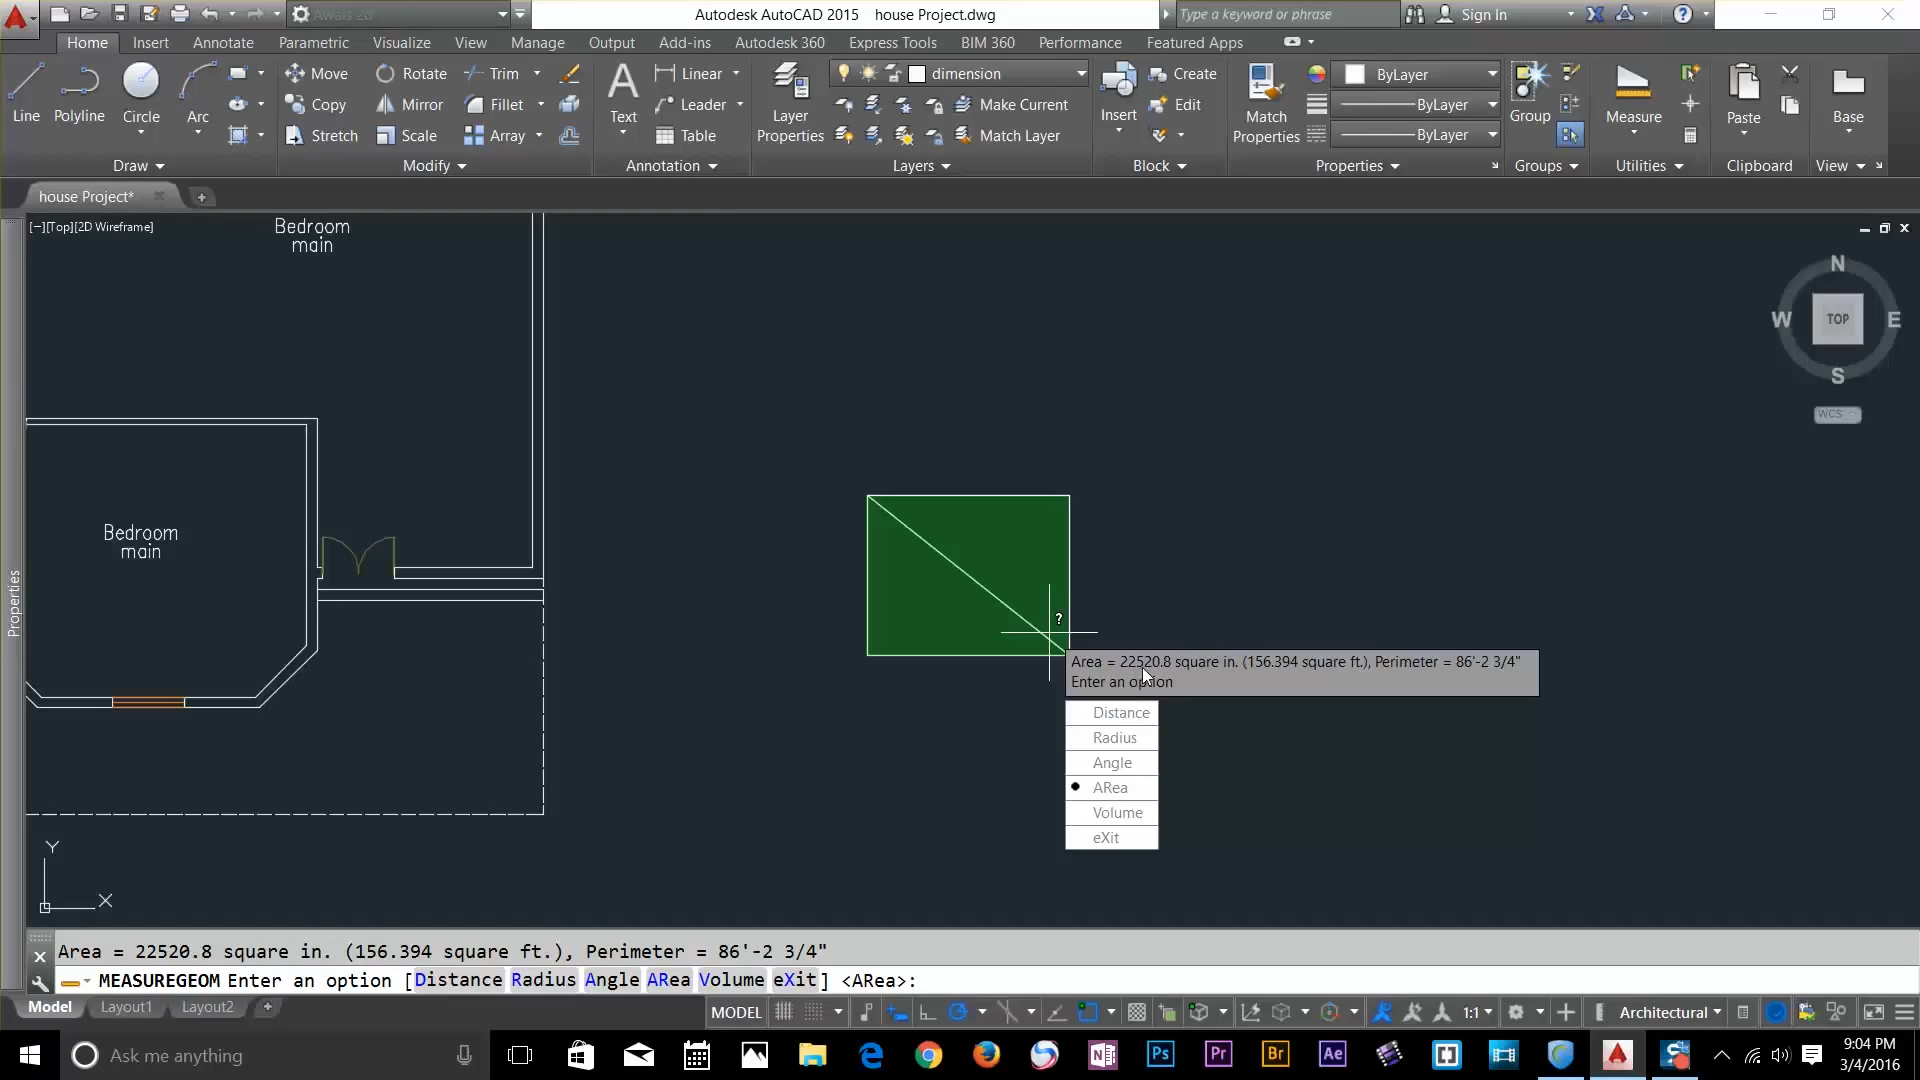 Awais 2d
Autodesk AutoCAD 2015 house Project.dwg
Type a keyword or phrase
Sign In
Home Insert Annotate Parametric Visualize View Manage Output Add-ins Autodesk 360 Express Tools BIM 360 Performance Featured Apps
Move Rotate Trim Linear dimension Create ByLayer
Copy Mirror Fillet Leader Make Current Edit ByLayer
Line Polyline Circle Arc Text Layer Properties Insert Match Properties Group Measure Paste Base
Stretch Scale Array Table Match Layer ByLayer
Draw Modify Annotation Layers Block Properties Groups Utilities Clipboard View
house Project*
[−][Top][2D Wireframe]
Bedroom
main
N
W TOP E
S
WCS
Bedroom
main
Properties
?
Area = 22520.8 square in. (156.394 square ft.), Perimeter = 86'-2 3/4"
Enter an option
Distance
Radius
Angle
ARea
Volume
eXit
Y
X
Area = 22520.8 square in. (156.394 square ft.), Perimeter = 86'-2 3/4"
MEASUREGEOM Enter an option [Distance Radius Angle ARea Volume eXit] <ARea>:
Model Layout1 Layout2
MODEL 1:1 Architectural
Ask me anything
N Ps Pr Br Ae
9:04 PM
3/4/2016